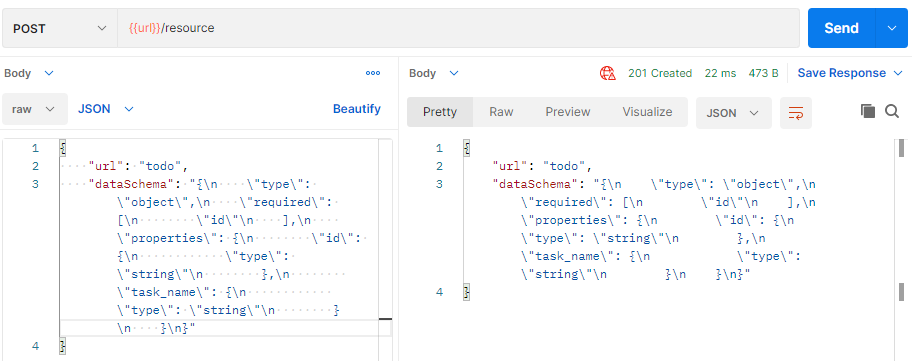 POST {{url}}/resource Send
Body Body 201 Created 22 ms 473 B Save Response
raw JSON Beautify Pretty Raw Preview Visualize JSON
1 {
2 "url": "todo",
3 "dataSchema": "{\n    \"type\":
\"object\",\n    \"required\":
[\n        \"id\"\n    ],\n
\"properties\": {\n        \"id\":
{\n            \"type\":
\"string\"\n        },\n
\"task_name\": {\n
\"type\": \"string\"\n        }
\n    }\n}"
4 }
1 {
2 "url": "todo",
3 "dataSchema": "{\n    \"type\": \"object\",\n
\"required\": [\n        \"id\"\n    ],\n
\"properties\": {\n        \"id\": {\n
\"type\": \"string\"\n        },\n
\"task_name\": {\n            \"type\":
\"string\"\n        }\n    }\n}"
4 }